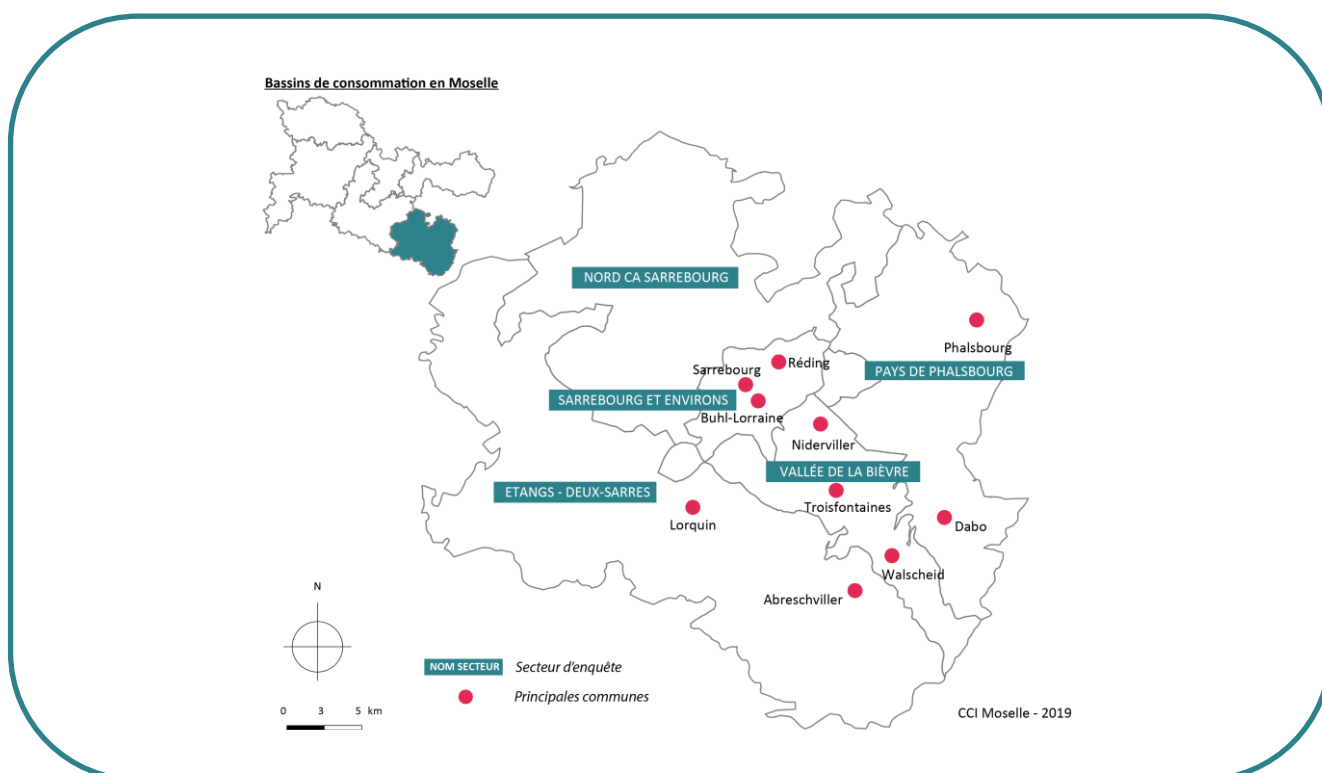 Bassins de consommation en Moselle
NORD CA SARREBOURG
Phalsbourg
Réding
Sarrebourg
PAYS DE PHALSBOURG
SARREBOURG ET ENVIRONS
Buhl-Lorraine
Niderviller
VALLÉE DE LA BIÈVRE
ETANGS - DEUX-SARRES
Troisfontaines
Lorquin
Dabo
Walscheid
Abreschviller
N
NOM SECTEUR Secteur d'enquête
Principales communes
0 3 5 km
CCI Moselle - 2019